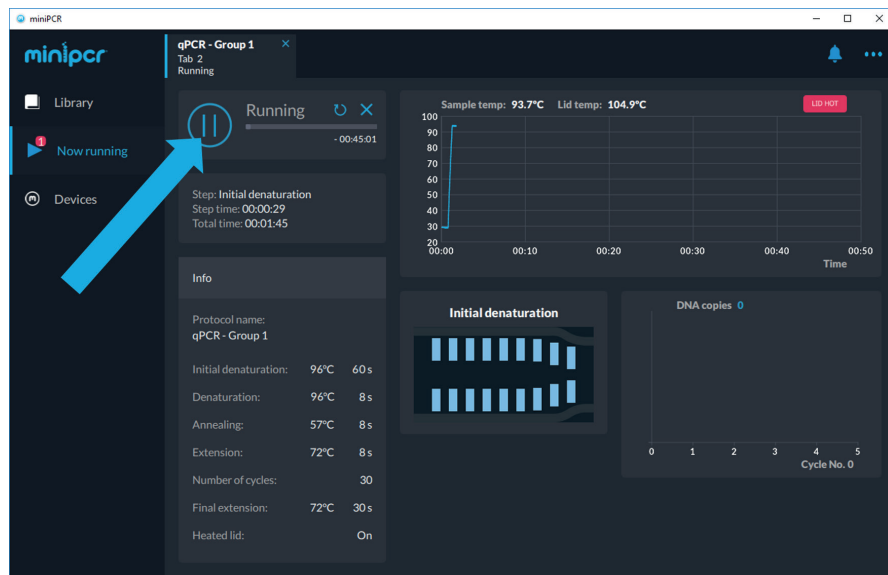 miniPCR
minipcr
qPCR - Group 1
Tab 2
Running
Library
1
Now running
Devices
Running
- 00:45:01
Step: Initial denaturation
Step time: 00:00:29
Total time: 00:01:45
Info
Protocol name:
qPCR - Group 1
Initial denaturation: 96°C 60 s
Denaturation: 96°C 8 s
Annealing: 57°C 8 s
Extension: 72°C 8 s
Number of cycles: 30
Final extension: 72°C 30 s
Heated lid: On
Sample temp: 93.7°C Lid temp: 104.9°C
LID HOT
100
90
80
70
60
50
40
30
20
00:00 00:10 00:20 00:30 00:40 00:50
Time
Initial denaturation
DNA copies 0
0 1 2 3 4 5
Cycle No. 0